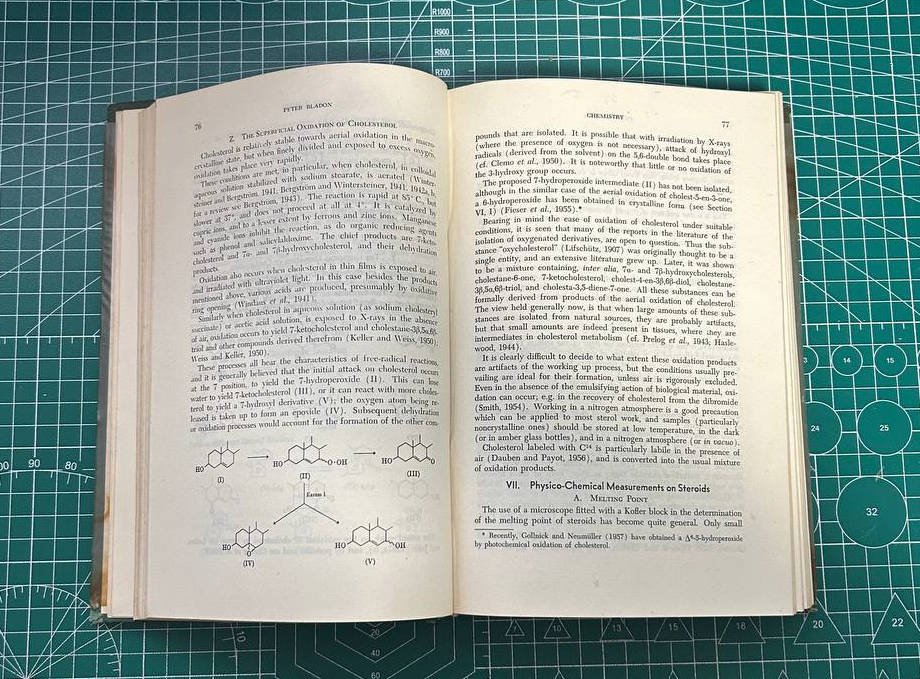 76
PETER BLADON
Z. THE SUPERFICIAL OXIDATION OF CHOLESTEROL
Cholesterol is relatively stable towards aerial oxidation in the macro-
crystalline state, but when finely divided and exposed to excess oxygen,
oxidation takes place very rapidly.
These conditions are met, in particular, when cholesterol, in colloidal
aqueous solution stabilized with sodium stearate, is aerated (Winter-
steiner and Bergström 1941, Bergström and Wintersteiner, 1941, 1942a, b,
for a review see Bergström, 1943). The reaction is rapid at 85° C, but
slower at 37°, and does not proceed at all at 4°. It is catalyzed by
cupric ions, and to a lesser extent by ferrous and zinc ions. Manganese
and cyanide ions inhibit the reaction, as do organic reducing agents
such as phenol and salicylaldoxime. The chief products are 7-keto-
cholesterol and 7α- and 7β-hydroxycholesterol, and their dehydration
products.
Oxidation also occurs when cholesterol in thin films is exposed to air
and irradiated with ultraviolet light. In this case besides the products
mentioned above, various acids are produced, presumably by oxidative
ring opening (Windaus et al., 1941).
Similarly when cholesterol in aqueous solution (as sodium cholesteryl
succinate) or acetic acid solution, is exposed to X-rays in the absence
of air, oxidation occurs to yield 7-ketocholesterol and cholestane-3β,5α,6β-
triol and other compounds derived therefrom (Keller and Weiss, 1950;
Weiss and Keller, 1950).
These processes all bear the characteristics of free-radical reactions,
and it is generally believed that the initial attack on cholesterol occurs
at the 7 position, to yield the 7-hydroperoxide (II). This can lose
water to yield 7-ketocholesterol (III), or it can react with more choles-
terol to yield a 7-hydroxyl derivative (V); the oxygen atom being re-
leased is taken up to form an epoxide (IV). Subsequent dehydration
or oxidation processes would account for the formation of the other com-
HO
(I)
HO
O·OH
(II)
HO
O
(III)
Excess I
HO
O
(IV)
HO
OH
(V)
CHEMISTRY
77
pounds that are isolated. It is possible that with irradiation by X-rays
(where the presence of oxygen is not necessary), attack of hydroxyl
radicals (derived from the solvent) on the 5,6-double bond takes place
(cf. Clemo et al., 1950). It is noteworthy that little or no oxidation of
the 3-hydroxy group occurs.
The proposed 7-hydroperoxide intermediate (II) has not been isolated,
although in the similar case of the aerial oxidation of cholest-5-en-3-one,
a 6-hydroperoxide has been obtained in crystalline form (see Section
VI, 1) (Fieser et al., 1955).*
Bearing in mind the ease of oxidation of cholesterol under suitable
conditions, it is seen that many of the reports in the literature of the
isolation of oxygenated derivatives, are open to question. Thus the sub-
stance "oxycholesterol" (Lifschütz, 1907) was originally thought to be a
single entity, and an extensive literature grew up. Later, it was shown
to be a mixture containing, inter alia, 7α- and 7β-hydroxycholesterols,
cholestane-6-one, 7-ketocholesterol, cholest-4-en-3β,6β-diol, cholestane-
3β,5α,6β-triol, and cholesta-3,5-diene-7-one. All these substances can be
formally derived from products of the aerial oxidation of cholesterol.
The view held generally now, is that when large amounts of these sub-
stances are isolated from natural sources, they are probably artifacts,
but that small amounts are indeed present in tissues, where they are
intermediates in cholesterol metabolism (cf. Prelog et al., 1943, Hasle-
wood, 1944).
It is clearly difficult to decide to what extent these oxidation products
are artifacts of the working up process, but the conditions usually pre-
vailing are ideal for their formation, unless air is rigorously excluded.
Even in the absence of the emulsifying action of biological material, oxi-
dation can occur, e.g. in the recovery of cholesterol from the dibromide
(Smith, 1954). Working in a nitrogen atmosphere is a good precaution
which can be applied to most sterol work, and samples (particularly
noncrystalline ones) should be stored at low temperature, in the dark
(or in amber glass bottles), and in a nitrogen atmosphere (or in vacuo).
Cholesterol labeled with C¹⁴ is particularly labile in the presence of
air (Dauben and Payot, 1956), and is converted into the usual mixture
of oxidation products.
VII. Physico-Chemical Measurements on Steroids
A. MELTING POINT
The use of a microscope fitted with a Kofler block in the determination
of the melting point of steroids has become quite general. Only small
* Recently, Gollnick and Neumüller (1957) have obtained a Δ⁶-5-hydroperoxide
by photochemical oxidation of cholesterol.
R1000
R900
R800
R700
90
80
14
15
24
25
32
20
22
10
20
40
60
7
10
13
15
18